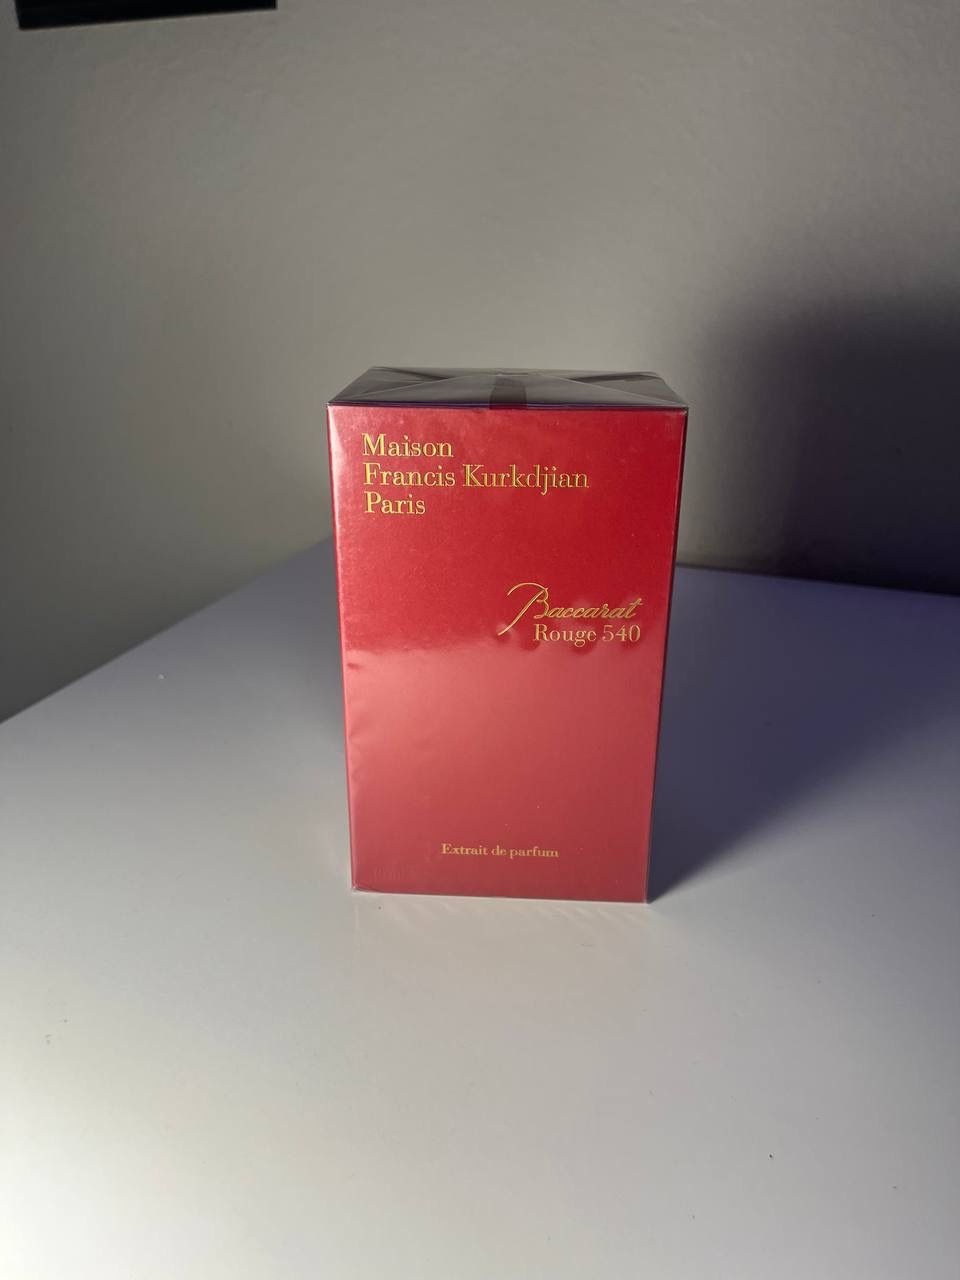 Maison
Francis Kurkdjian
Paris
Baccarat
Rouge 540
Extrait de parfum